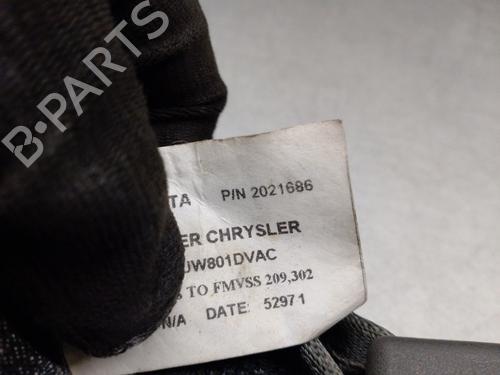 B-PARTS
TA P/N 2021686
ER CHRYSLER
UW801DVAC
TO FMVSS 209,302
N/A DATE: 52971